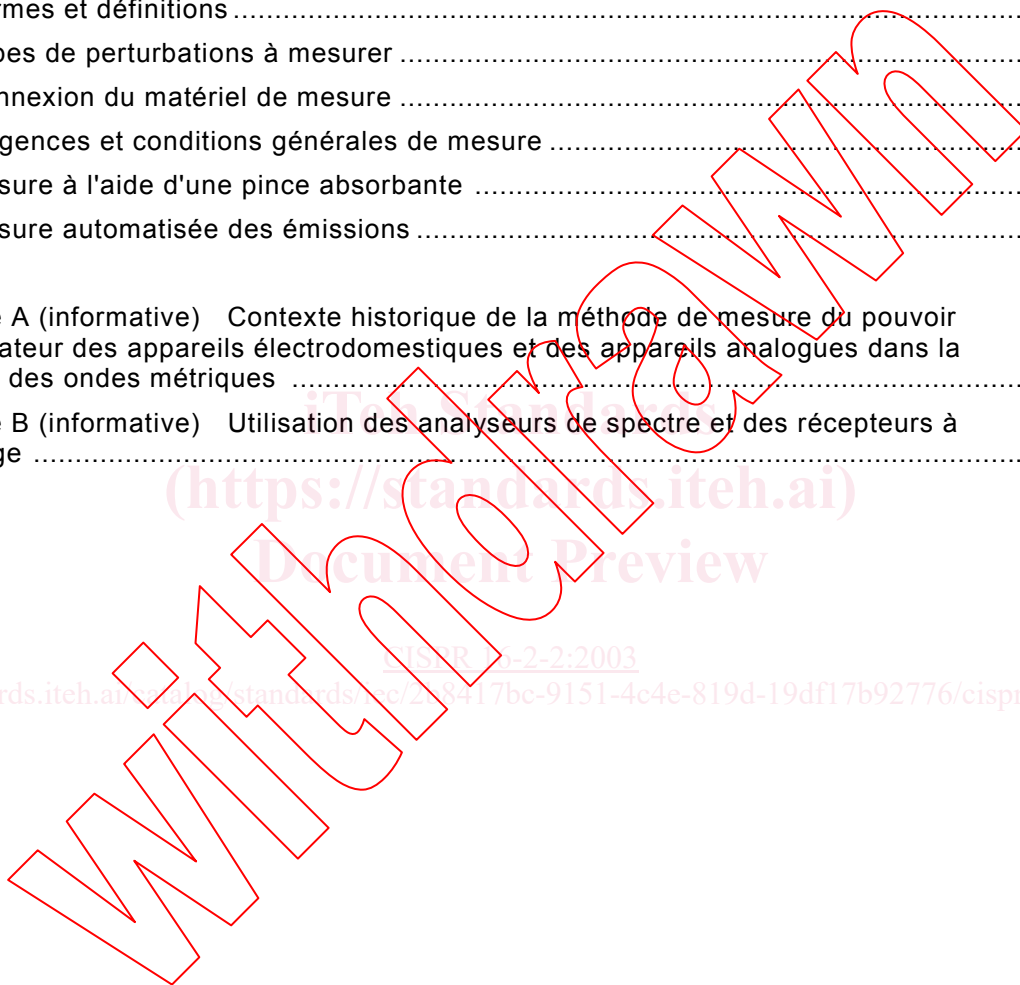 rmes et définitions
pes de perturbations à mesurer
nnexion du matériel de mesure
gences et conditions générales de mesure
sure à l'aide d'une pince absorbante
sure automatisée des émissions
e A (informative) Contexte historique de la méthode de mesure du pouvoir
ateur des appareils électrodomestiques et des appareils analogues dans la
des ondes métriques
e B (informative) Utilisation des analyseurs de spectre et des récepteurs à
ge
iTeh Standards
(https://standards.iteh.ai)
Document Preview
CISPR 16-2-2:2003
rds.iteh.ai/catalog/standards/iec/2b8417bc-9151-4c4e-819d-19df17b92776/cispr
withdrawn